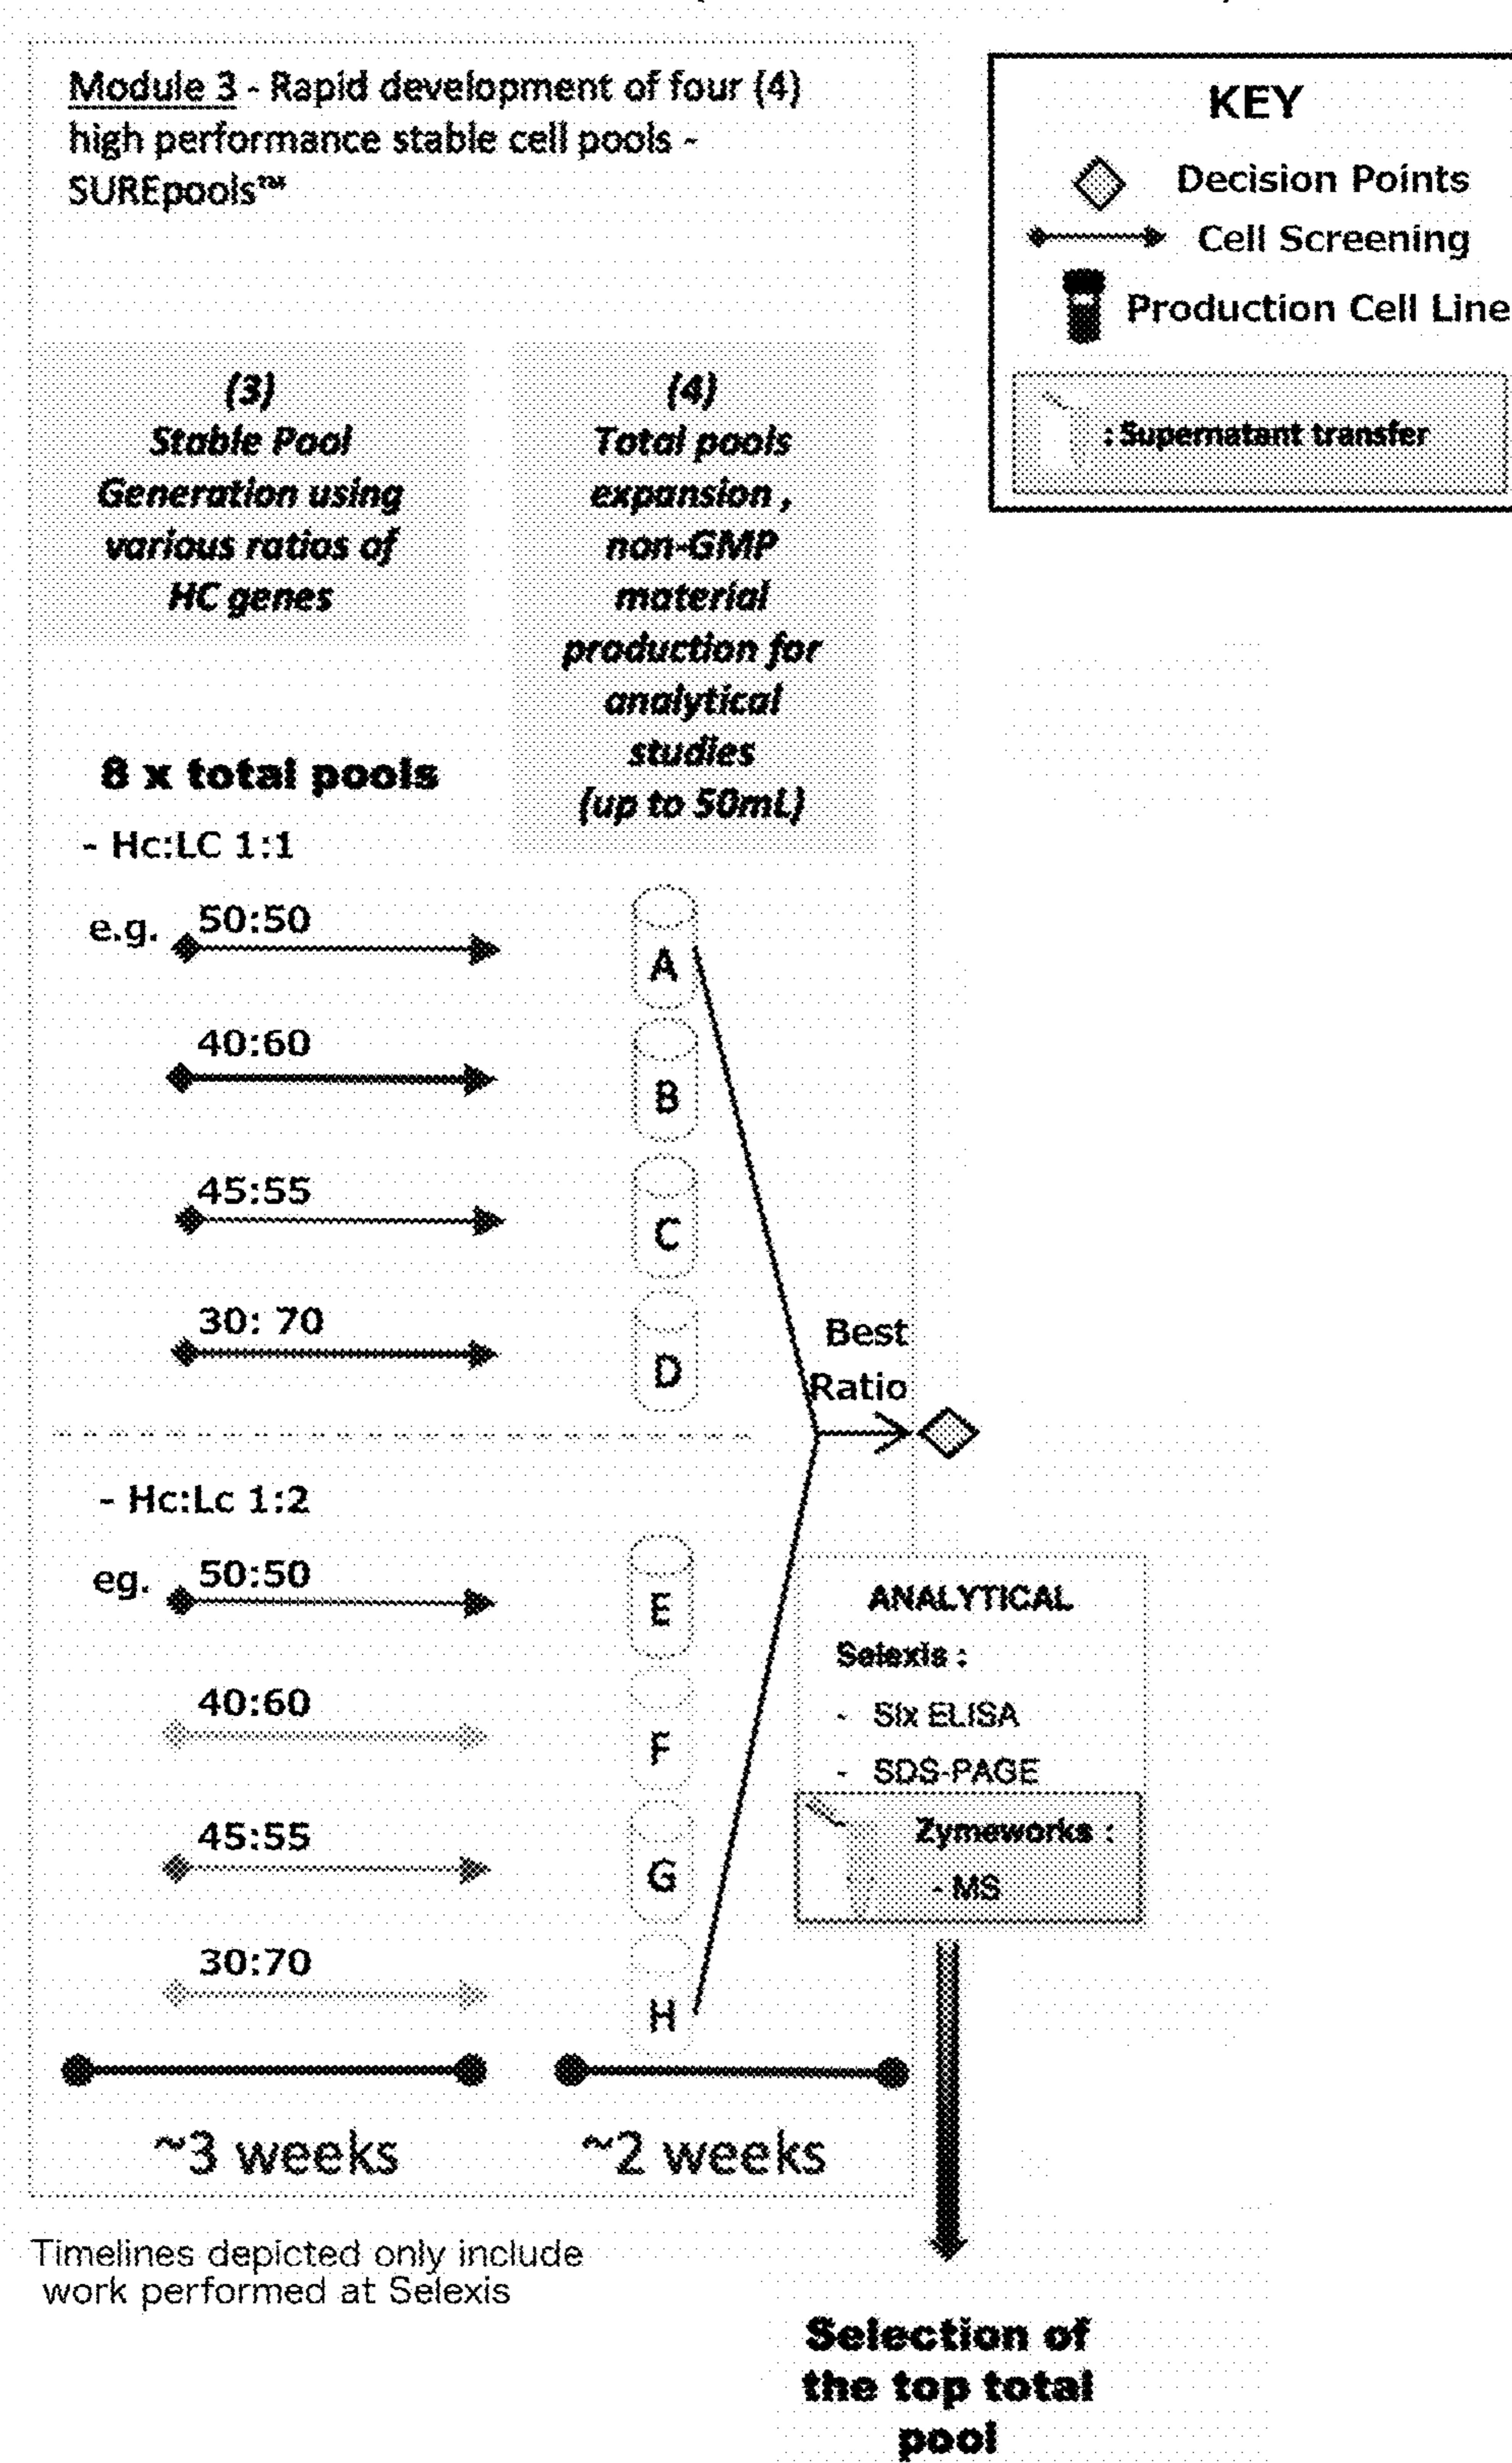 Module 3 - Rapid development of four (4)
high performance stable cell pools -
SUREpools™
KEY
Decision Points
Cell Screening
Production Cell Line
: Supernatant transfer
(3)
Stable Pool
Generation using
various ratios of
HC genes
(4)
Total pools
expansion ,
non-GMP
material
production for
analytical
studies
(up to 50mL)
8 x total pools
- Hc:LC 1:1
e.g. 50:50
A
40:60
B
45:55
C
30: 70
D
Best
Ratio
- Hc:Lc 1:2
eg. 50:50
E
40:60
F
45:55
G
30:70
H
ANALYTICAL
Selexis :
- Six ELISA
- SDS-PAGE
Zymeworks :
- MS
~3 weeks
~2 weeks
Timelines depicted only include
work performed at Selexis
Selection of
the top total
pool